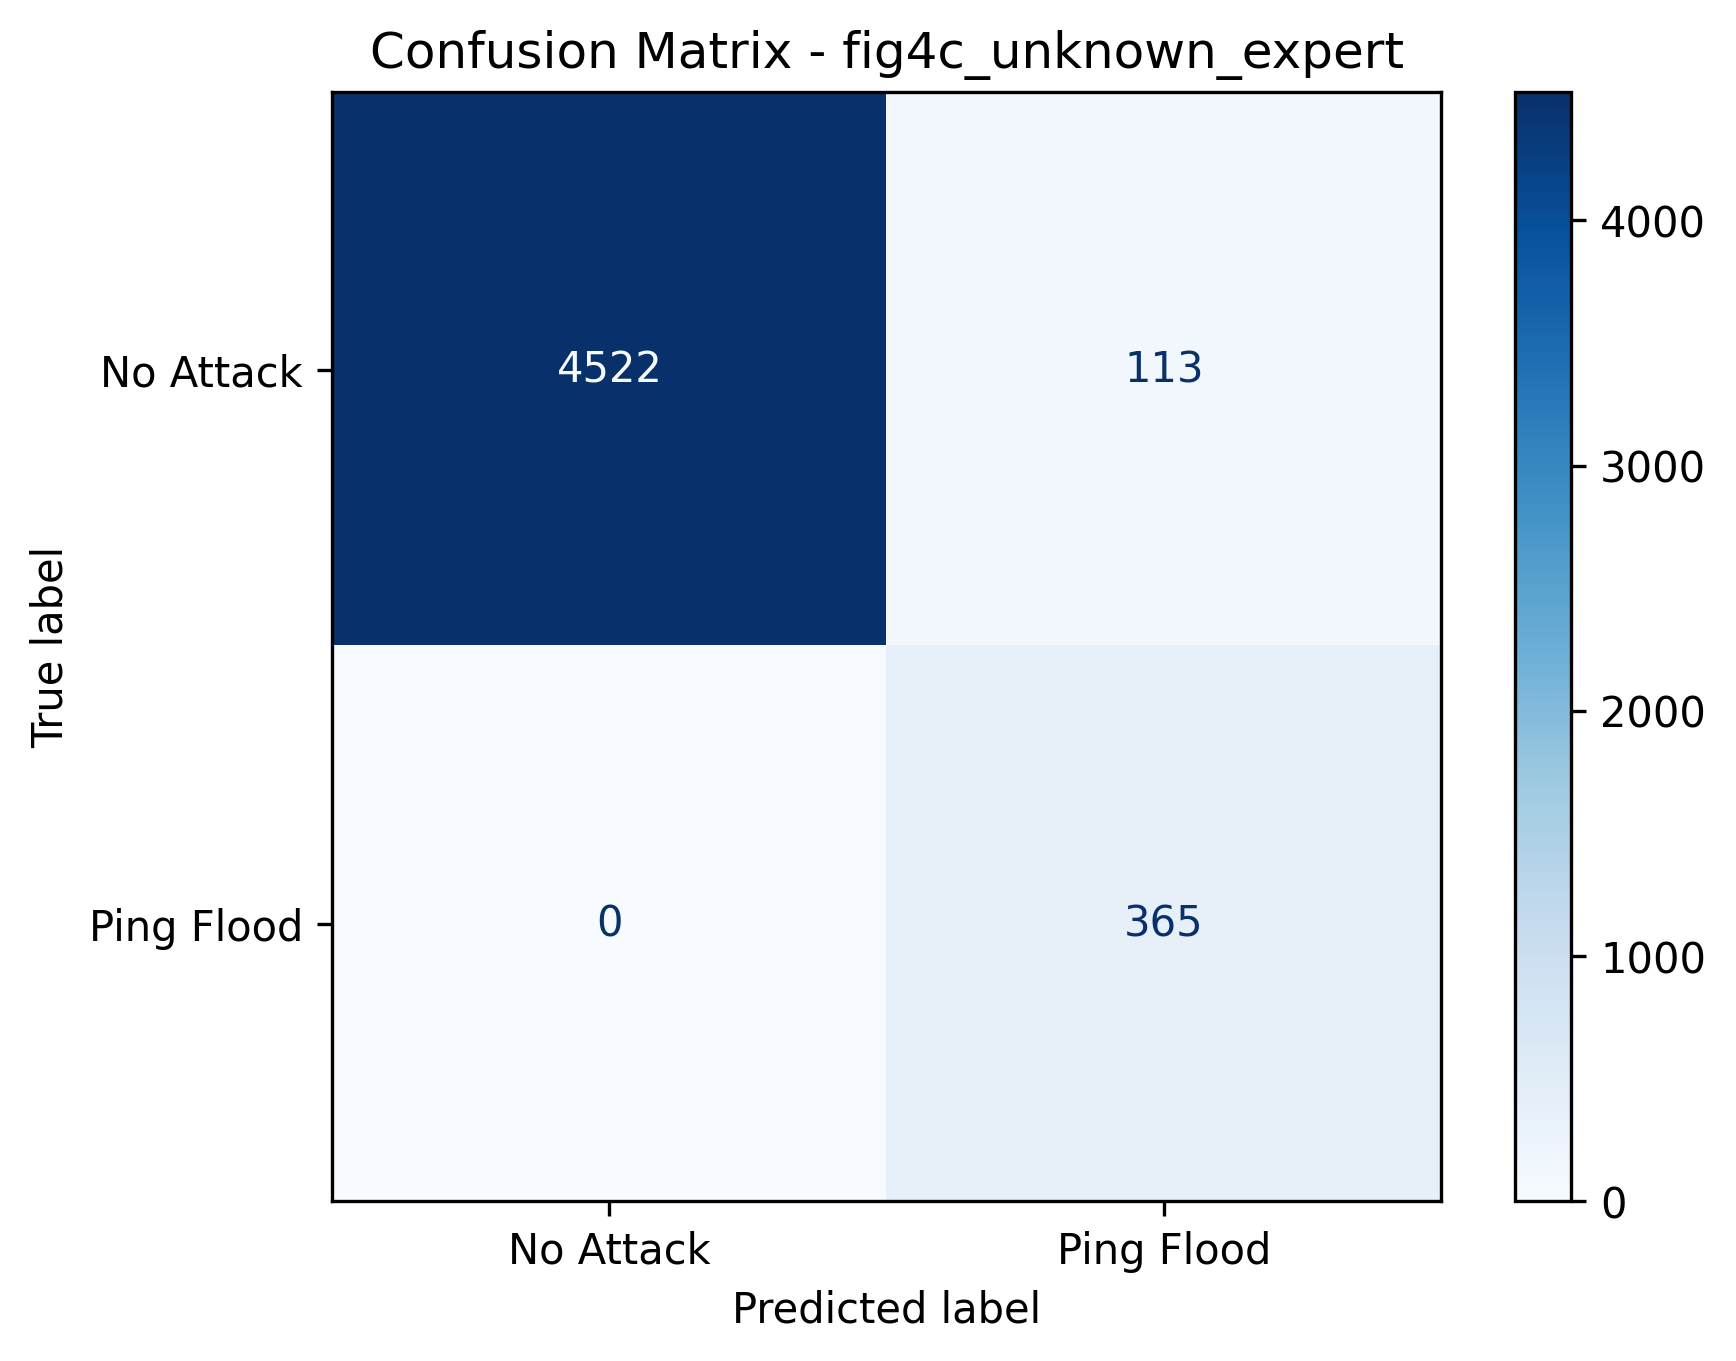 Confusion Matrix - fig4c_unknown_expert
True label
No Attack
Ping Flood
4522
113
0
365
No Attack
Ping Flood
Predicted label
4000
3000
2000
1000
0